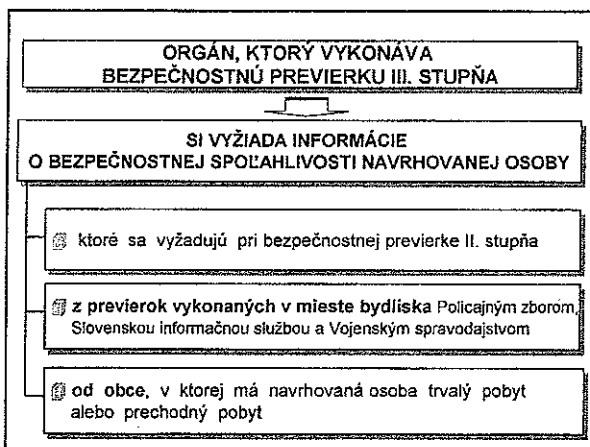 ORGÁN, KTORÝ VYKONÁVA
BEZPEČNOSTNÚ PREVIERKU III. STUPŇA
SI VYŽIADA INFORMÁCIE
O BEZPEČNOSTNEJ SPOĽAHLIVOSTI NAVRHOVANEJ OSOBY
ktoré sa vyžadujú pri bezpečnostnej previerke II. stupňa
z previerok vykonaných v mieste bydliska Policajným zborom,
Slovenskou informačnou službou a Vojenským spravodajstvom
od obce, v ktorej má navrhovaná osoba trvalý pobyt
alebo prechodný pobyt